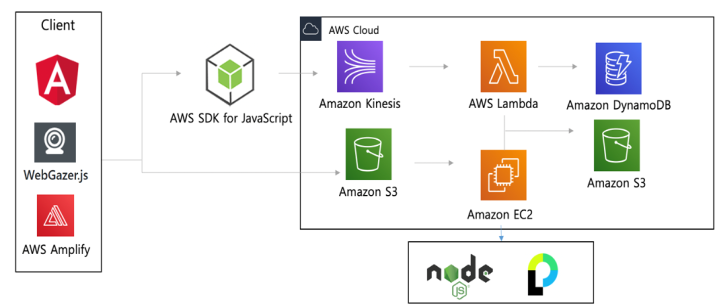 Client
AWS Cloud
Amazon Kinesis
AWS Lambda
Amazon DynamoDB
AWS SDK for JavaScript
WebGazer.js
Amazon S3
Amazon S3
AWS Amplify
Amazon EC2
node
JS